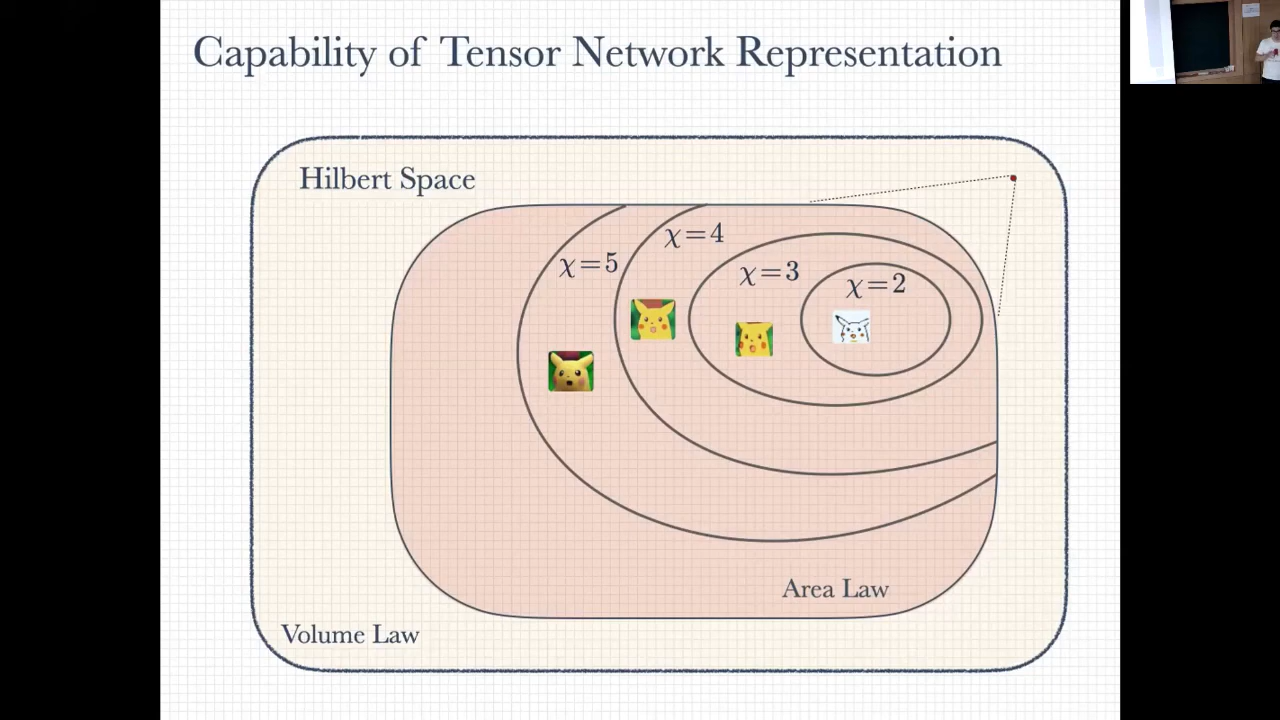 Capability of Tensor Network Representation
Hilbert Space
χ=4
χ=5
χ=3
χ=2
Area Law
Volume Law